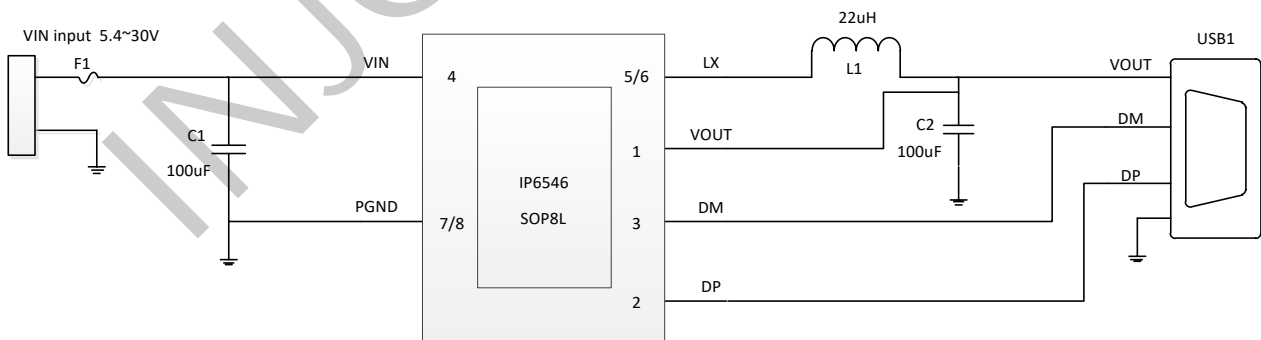 22uH
VIN input 5.4~30V
USB1
F1
VIN
LX
L1
VOUT
4
5/6
DM
C1
VOUT
C2
100uF
1
100uF
DP
IP6546
PGND
SOP8L
DM
7/8
3
DP
2
INJO